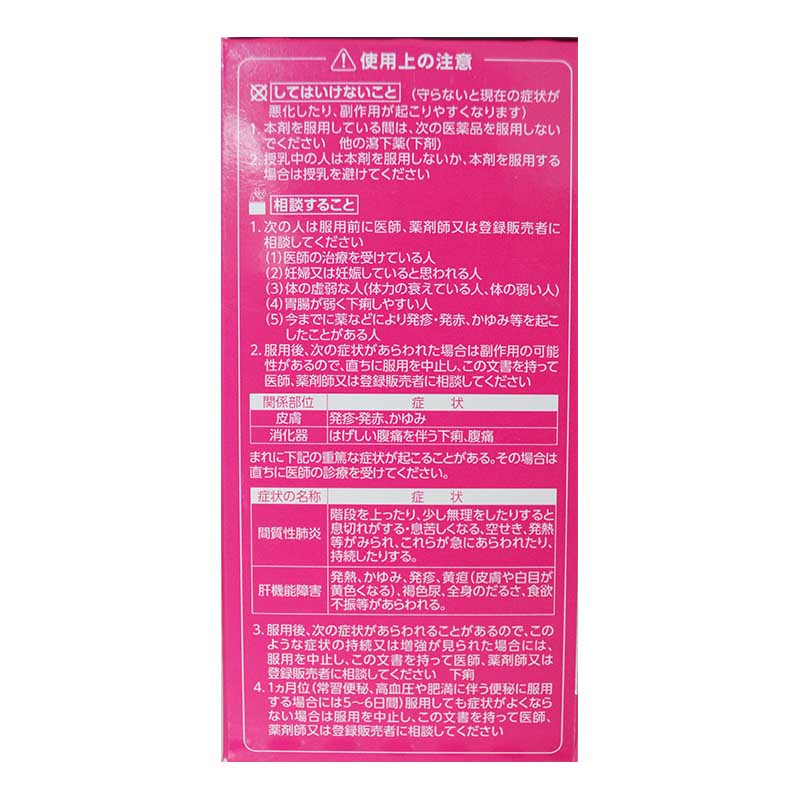 使用上の注意
してはいけないこと (守らないと現在の症状が
悪化したり、副作用が起こりやすくなります)
1. 本剤を服用している間は、次の医薬品を服用しない
でください 他の瀉下薬(下剤)
2. 授乳中の人は本剤を服用しないか、本剤を服用する
場合は授乳を避けてください
相談すること
1. 次の人は服用前に医師、薬剤師又は登録販売者に
相談してください
(1)医師の治療を受けている人
(2)妊婦又は妊娠していると思われる人
(3)体の虚弱な人(体力の衰えている人、体の弱い人)
(4)胃腸が弱く下痢しやすい人
(5)今までに薬などにより発疹・発赤、かゆみ等を起こ
したことがある人
2. 服用後、次の症状があらわれた場合は副作用の可能
性があるので、直ちに服用を中止し、この文書を持って
医師、薬剤師又は登録販売者に相談してください
関係部位 症状
皮膚 発疹・発赤、かゆみ
消化器 はげしい腹痛を伴う下痢、腹痛
まれに下記の重篤な症状が起こることがある。その場合は
直ちに医師の診療を受けてください。
症状の名称 症状
間質性肺炎 階段を上ったり、少し無理をしたりすると
息切れがする・息苦しくなる、空せき、発熱
等がみられ、これらが急にあらわれたり、
持続したりする。
肝機能障害 発熱、かゆみ、発疹、黄疸(皮膚や白目が
黄色くなる)、褐色尿、全身のだるさ、食欲
不振等があらわれる。
3. 服用後、次の症状があらわれることがあるので、この
ような症状の持続又は増強が見られた場合には、
服用を中止し、この文書を持って医師、薬剤師又は
登録販売者に相談してください 下痢
4. 1ヵ月位(常習便秘、高血圧や肥満に伴う便秘に服用
する場合には5〜6日間)服用しても症状がよくなら
ない場合は服用を中止し、この文書を持って医師、
薬剤師又は登録販売者に相談してください